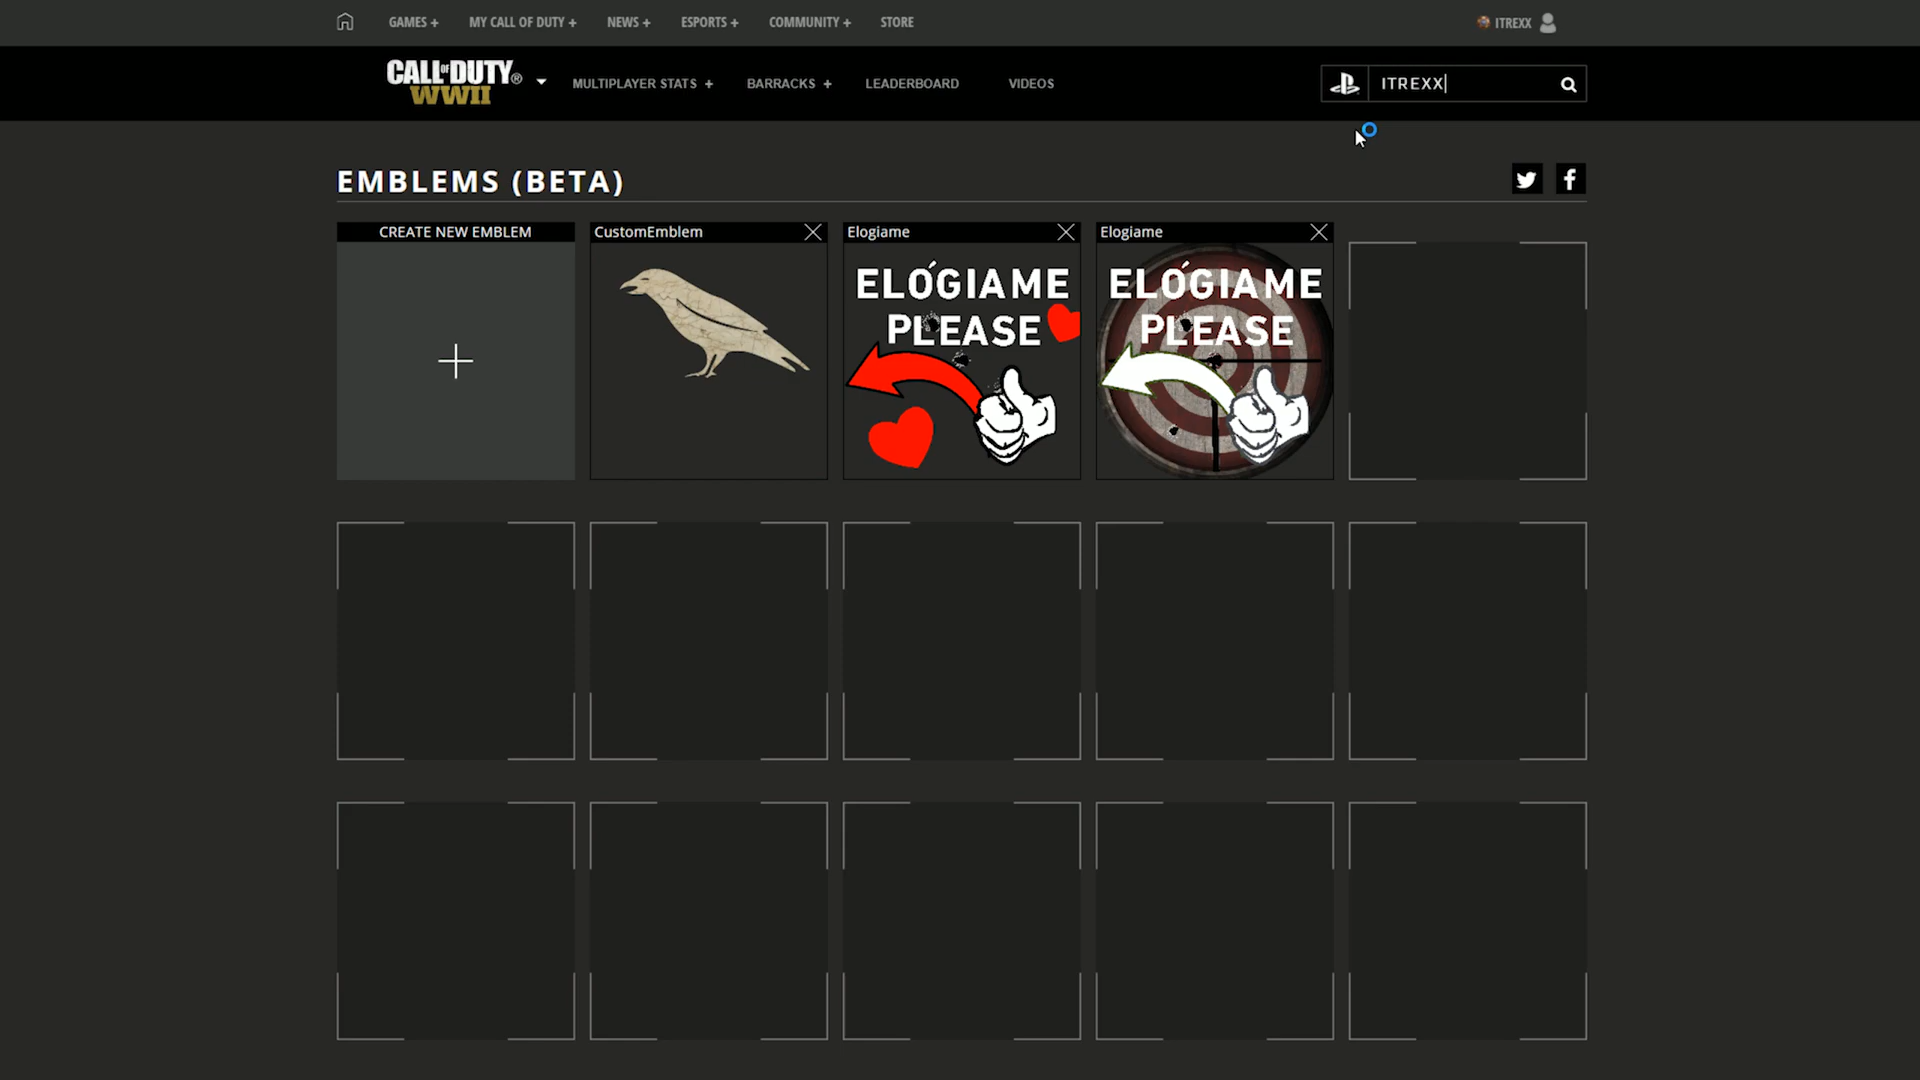 GAMES +
MY CALL OF DUTY +
NEWS +
ESPORTS +
COMMUNITY +
STORE
ITREXX
CALL OF DUTY®
WWII
MULTIPLAYER STATS +
BARRACKS +
LEADERBOARD
VIDEOS
ITREXX
EMBLEMS (BETA)
CREATE NEW EMBLEM
CustomEmblem
Elogiame
ELÓGIAME
PLEASE
Elogiame
ELÓGIAME
PLEASE